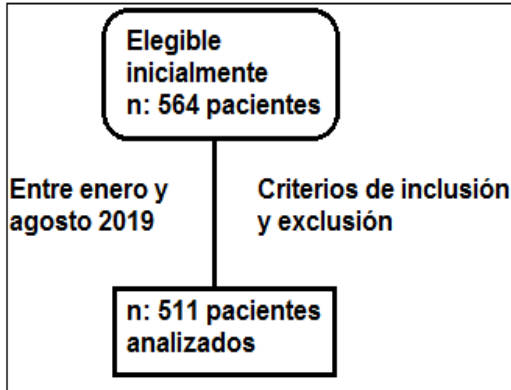 Elegible
inicialmente
n: 564 pacientes
Entre enero y
agosto 2019
Criterios de inclusión
y exclusión
n: 511 pacientes
analizados